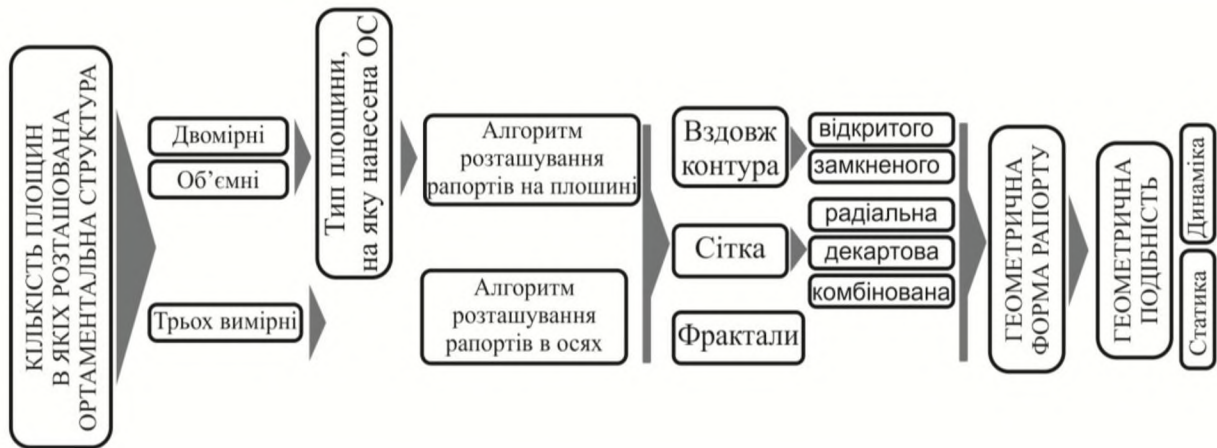 КІЛЬКІСТЬ ПЛОЩИН
В ЯКІХ РОЗТАШОВАНА
ОРТАМЕНТАЛЬНА СТРУКТУРА
Двомірні
Об’ємні
Трьох вимірні
Тип площини,
на яку нанесена ОС
Алгоритм
розташування
рапортів на плошині
Алгоритм
розташування
рапортів в осях
Вздовж
контура
Сітка
Фрактали
відкритого
замкненого
радіальна
декартова
комбінована
ГЕОМЕТРИЧНА
ФОРМА РАПОРТУ
ГЕОМЕТРИЧНА
ПОДІБНІСТЬ
Динаміка
Статика